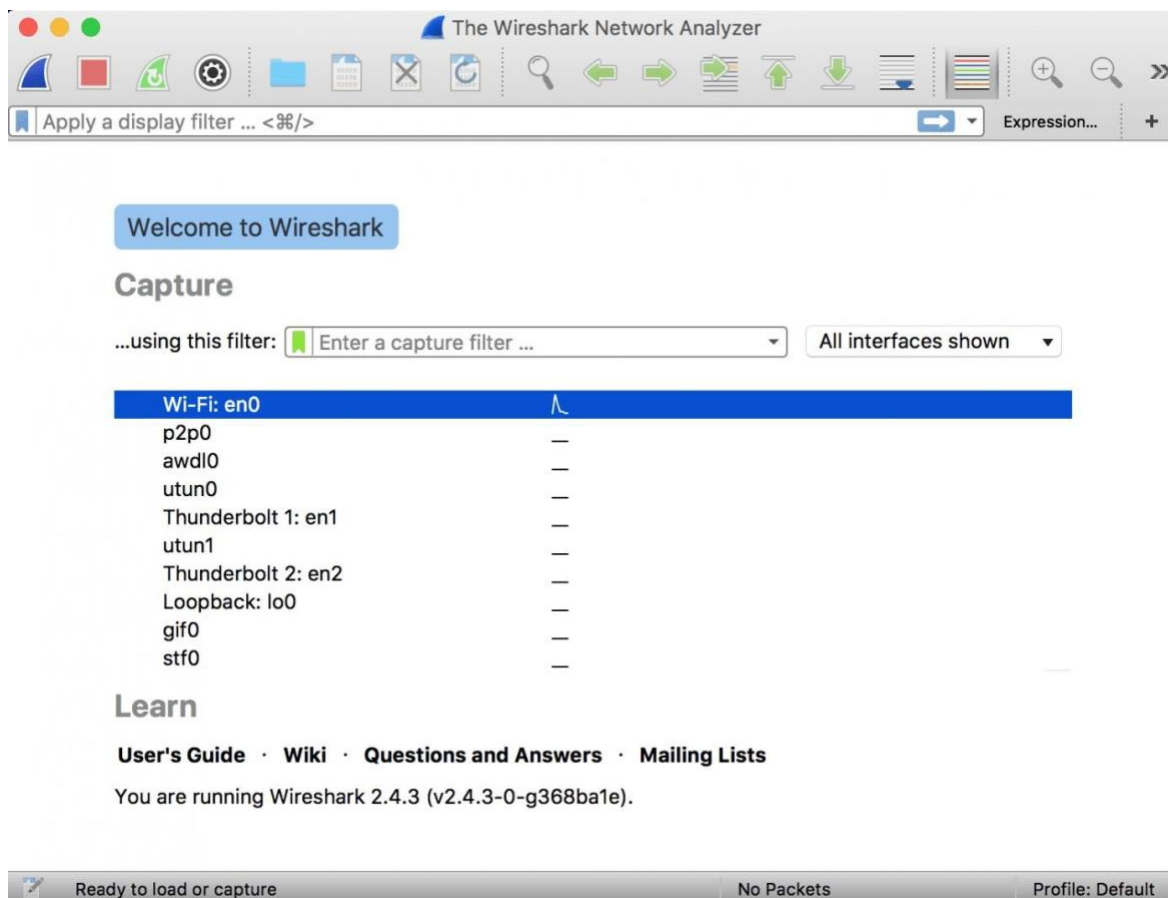 The Wireshark Network Analyzer
Apply a display filter ... <⌘/>
Expression... +
Welcome to Wireshark
Capture
...using this filter: Enter a capture filter ... All interfaces shown
Wi-Fi: en0
p2p0
awdl0
utun0
Thunderbolt 1: en1
utun1
Thunderbolt 2: en2
Loopback: lo0
gif0
stf0
Learn
User's Guide · Wiki · Questions and Answers · Mailing Lists
You are running Wireshark 2.4.3 (v2.4.3-0-g368ba1e).
Ready to load or capture No Packets Profile: Default